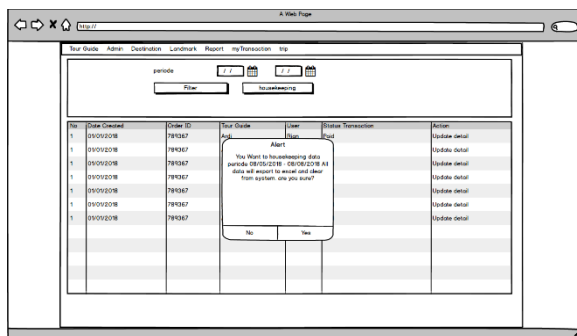 A Web Page
http://
Tour Guide Admin Destination Landmark Report myTransaction trip
periode / / / /
Filter housekeeping
No Date Created Order ID Tour Guide User Status Transaction Action
1 01/01/2018 789367 Ardi Rian Paid Update detail
1 01/01/2018 789367 Update detail
1 01/01/2018 789367 Update detail
1 01/01/2018 789367 Update detail
1 01/01/2018 789367 Update detail
1 01/01/2018 789367 Update detail
1 01/01/2018 789367 Update detail
Alert
You Want to housekeeping data
periode 08/05/2018 - 08/06/2018 All
data will export to excel and clear
from system. are you sure?
No Yes